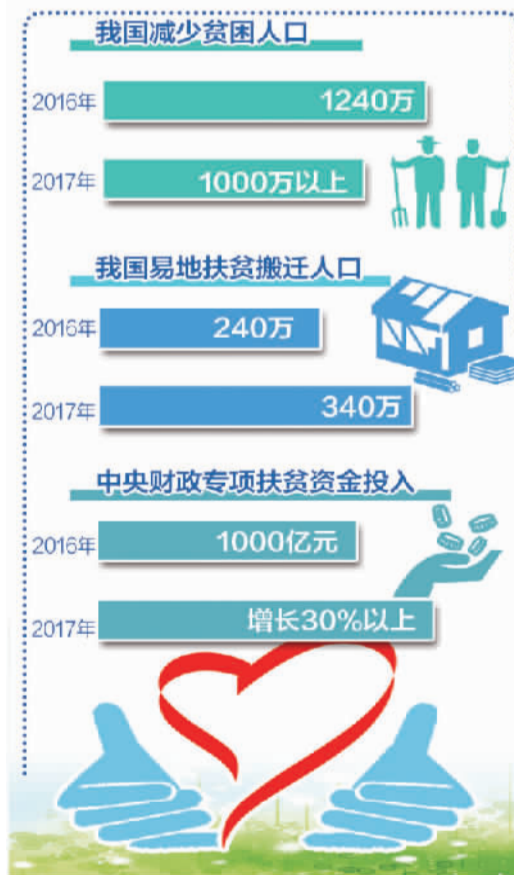 我国减少贫困人口
2016年 1240万
2017年 1000万以上
我国易地扶贫搬迁人口
2016年 240万
2017年 340万
中央财政专项扶贫资金投入
2016年 1000亿元
2017年 增长30%以上